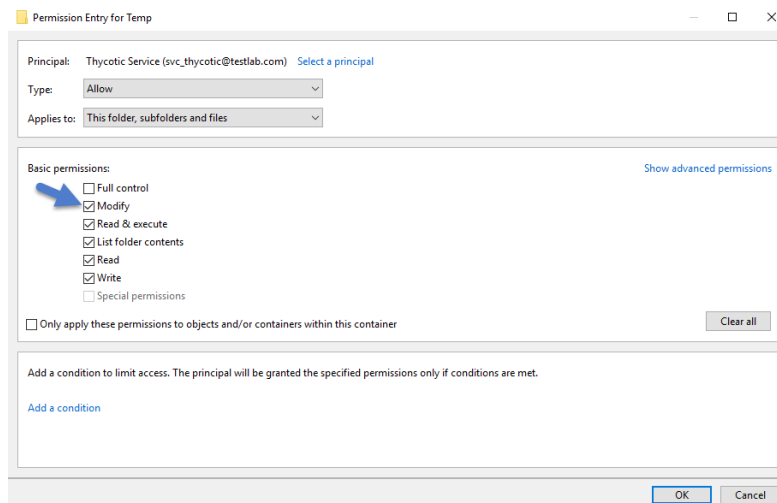 Permission Entry for Temp
Principal: Thycotic Service (svc_thycotic@testlab.com) Select a principal
Type: Allow
Applies to: This folder, subfolders and files
Basic permissions: Show advanced permissions
Full control
Modify
Read & execute
List folder contents
Read
Write
Special permissions
Only apply these permissions to objects and/or containers within this container Clear all
Add a condition to limit access. The principal will be granted the specified permissions only if conditions are met.
Add a condition
OK Cancel